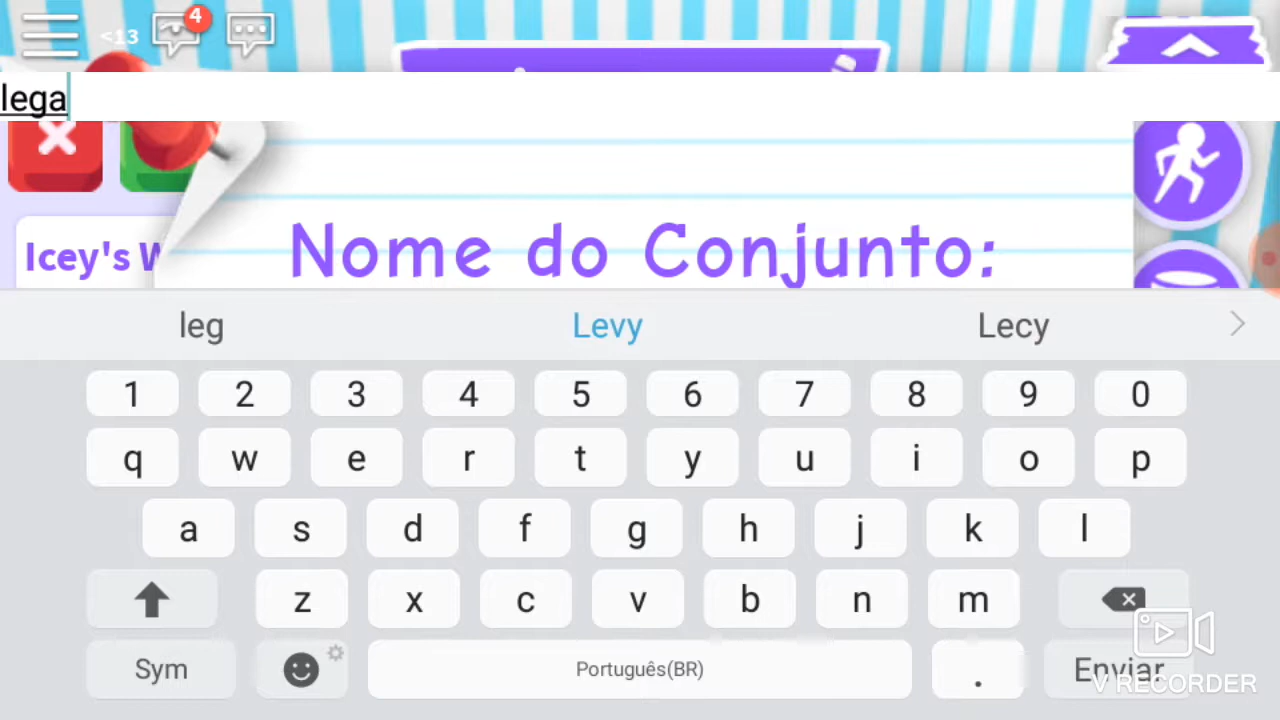 4
<13
lega
Icey's W
Nome do Conjunto:
leg Levy Lecy
1 2 3 4 5 6 7 8 9 0
q w e r t y u i o p
a s d f g h j k l
z x c v b n m
Sym Português(BR) . Enviar
V RECORDER